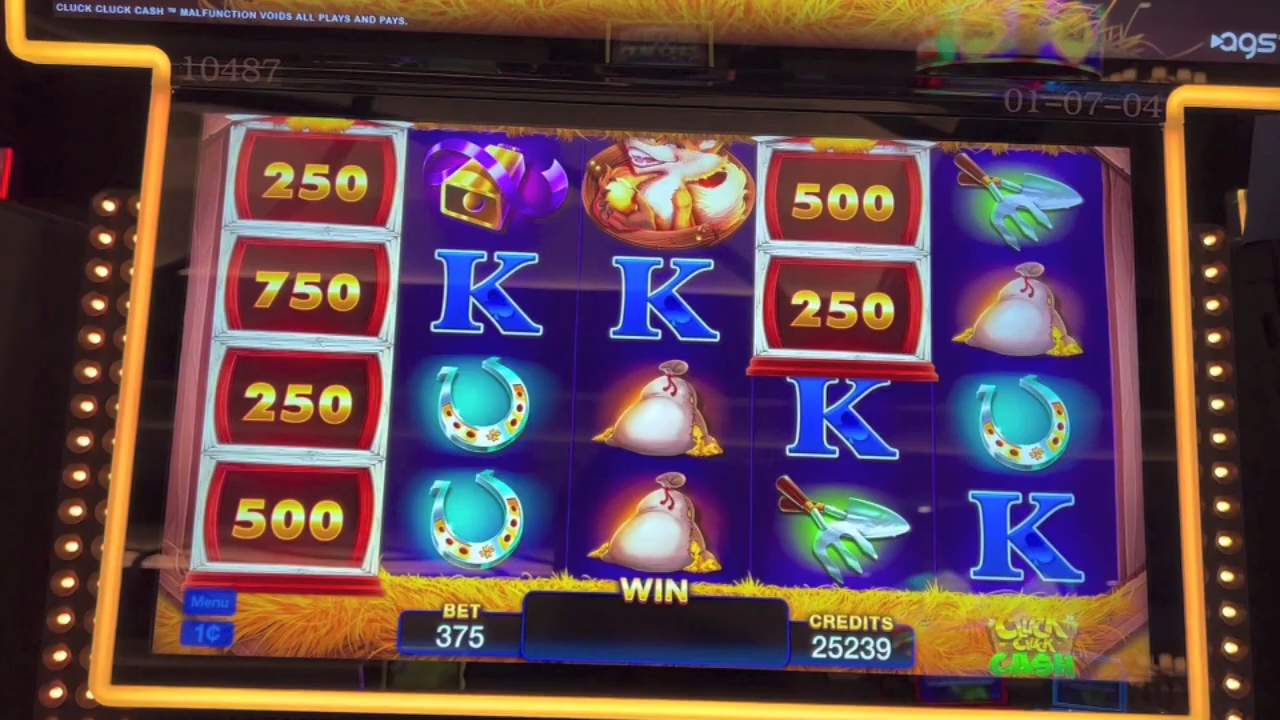 CLUCK CLUCK CASH ™ MALFUNCTION VOIDS ALL PLAYS AND PAYS.
ags
10487
01-07-04
250
500
750
K
K
250
250
K
500
K
WIN
Menu
1¢
BET
375
CREDITS
25239
CLUCK
CLUCK
CASH